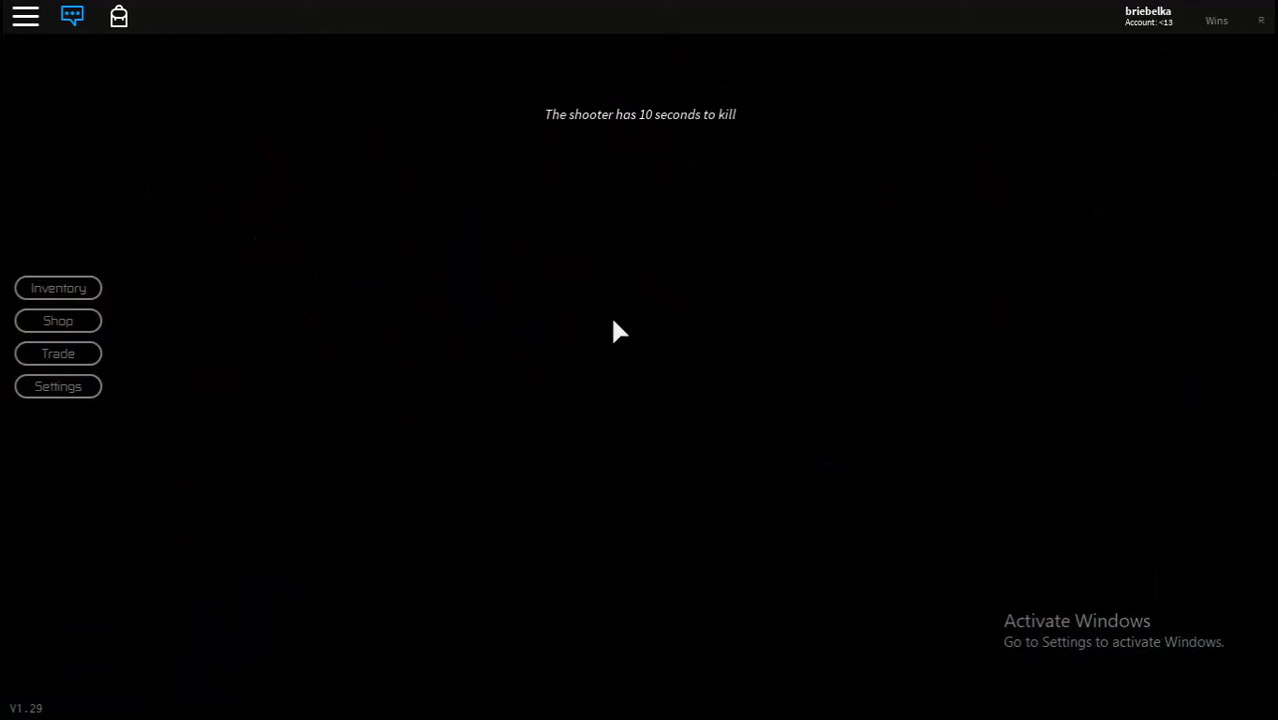 briebelka
Account: <13
Wins
R
The shooter has 10 seconds to kill
Inventory
Shop
Trade
Settings
Activate Windows
Go to Settings to activate Windows.
V1.29